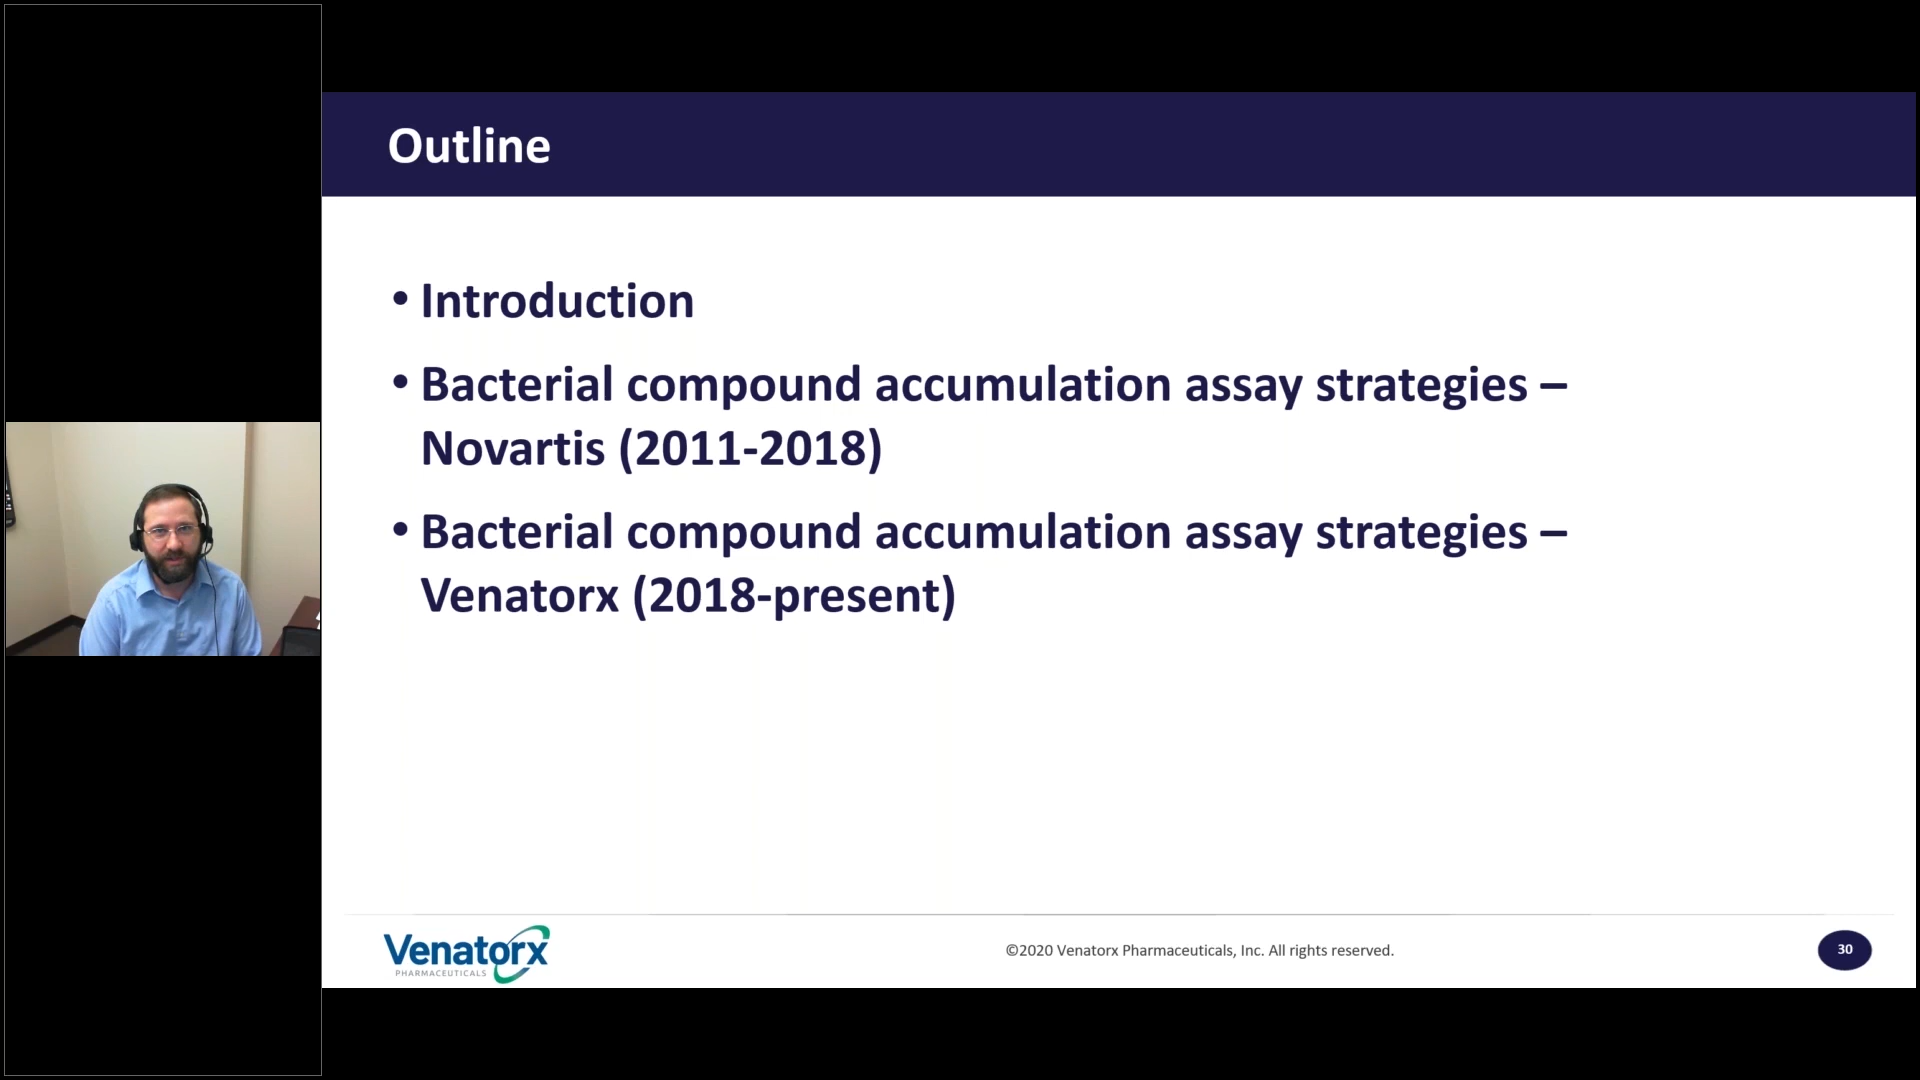 Outline
• Introduction
• Bacterial compound accumulation assay strategies –
Novartis (2011-2018)
• Bacterial compound accumulation assay strategies –
Venatorx (2018-present)
Venatorx
PHARMACEUTICALS
©2020 Venatorx Pharmaceuticals, Inc. All rights reserved.
30